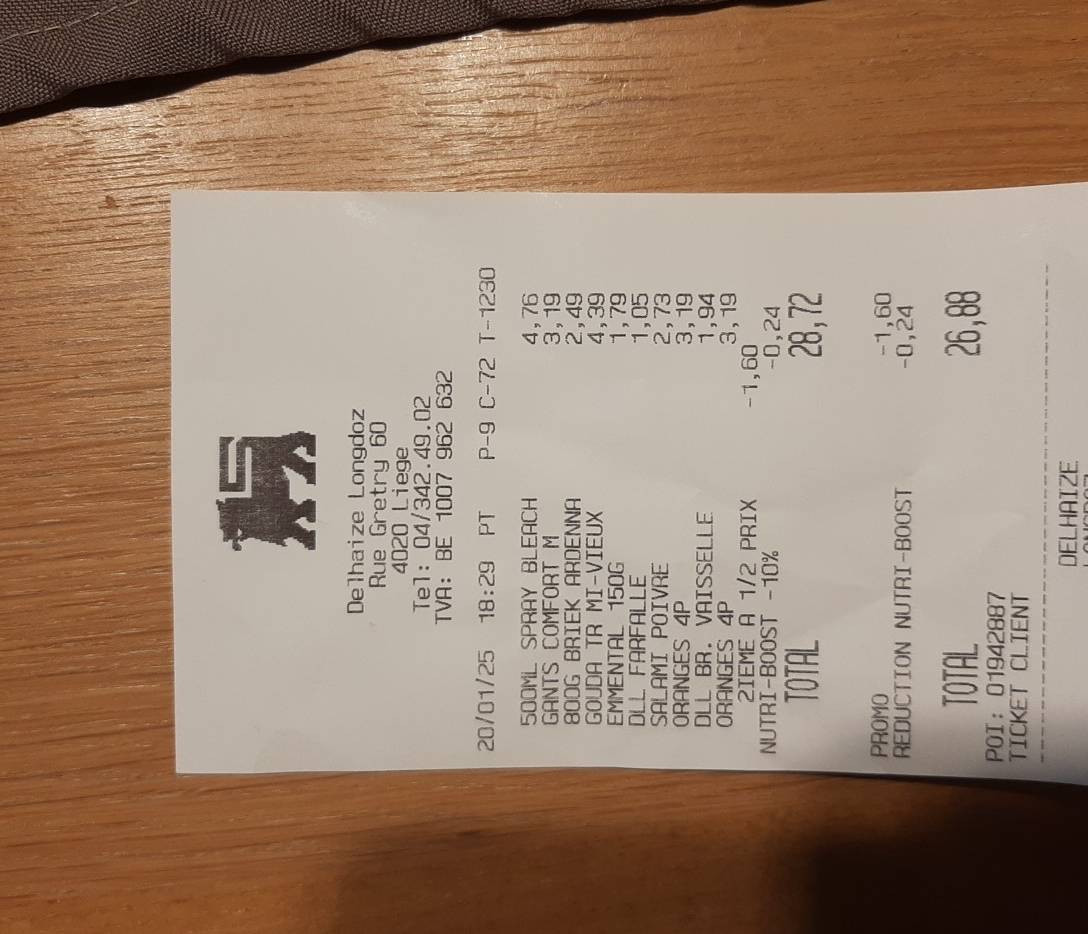 Delhaize Longdoz
Rue Gretry 60
4020 Liege
Tel: 04/342.49.02
TVA: BE 1007 962 632
20/01/25 18:29 PT P-9 C-72 T-1230
500ML SPRAY BLEACH 4,76
GANTS COMFORT M 3,19
800G BRIEK ARDENNA 2,49
GOUDA TR MI-VIEUX 4,39
EMMENTAL 150G 1,79
DLL FARFALLE 1,05
SALAMI POIVRE 2,73
ORANGES 4P 3,19
DLL BR. VAISSELLE 1,94
ORANGES 4P 3,19
2IEME A 1/2 PRIX -1,60
NUTRI-BOOST -10% -0,24
TOTAL 28,72
PROMO -1,60
REDUCTION NUTRI-BOOST -0,24
TOTAL 26,88
POI: 01942887
TICKET CLIENT
DELHAIZE